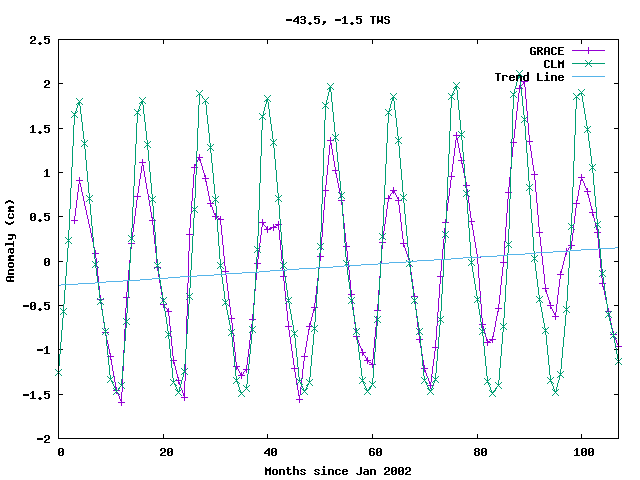 -43.5, -1.5 TWS
2.5
GRACE
CLM
2
Trend Line
1.5
1
0.5
Anomaly (cm)
0
-0.5
-1
-1.5
-2
0 20 40 60 80 100
Months since Jan 2002